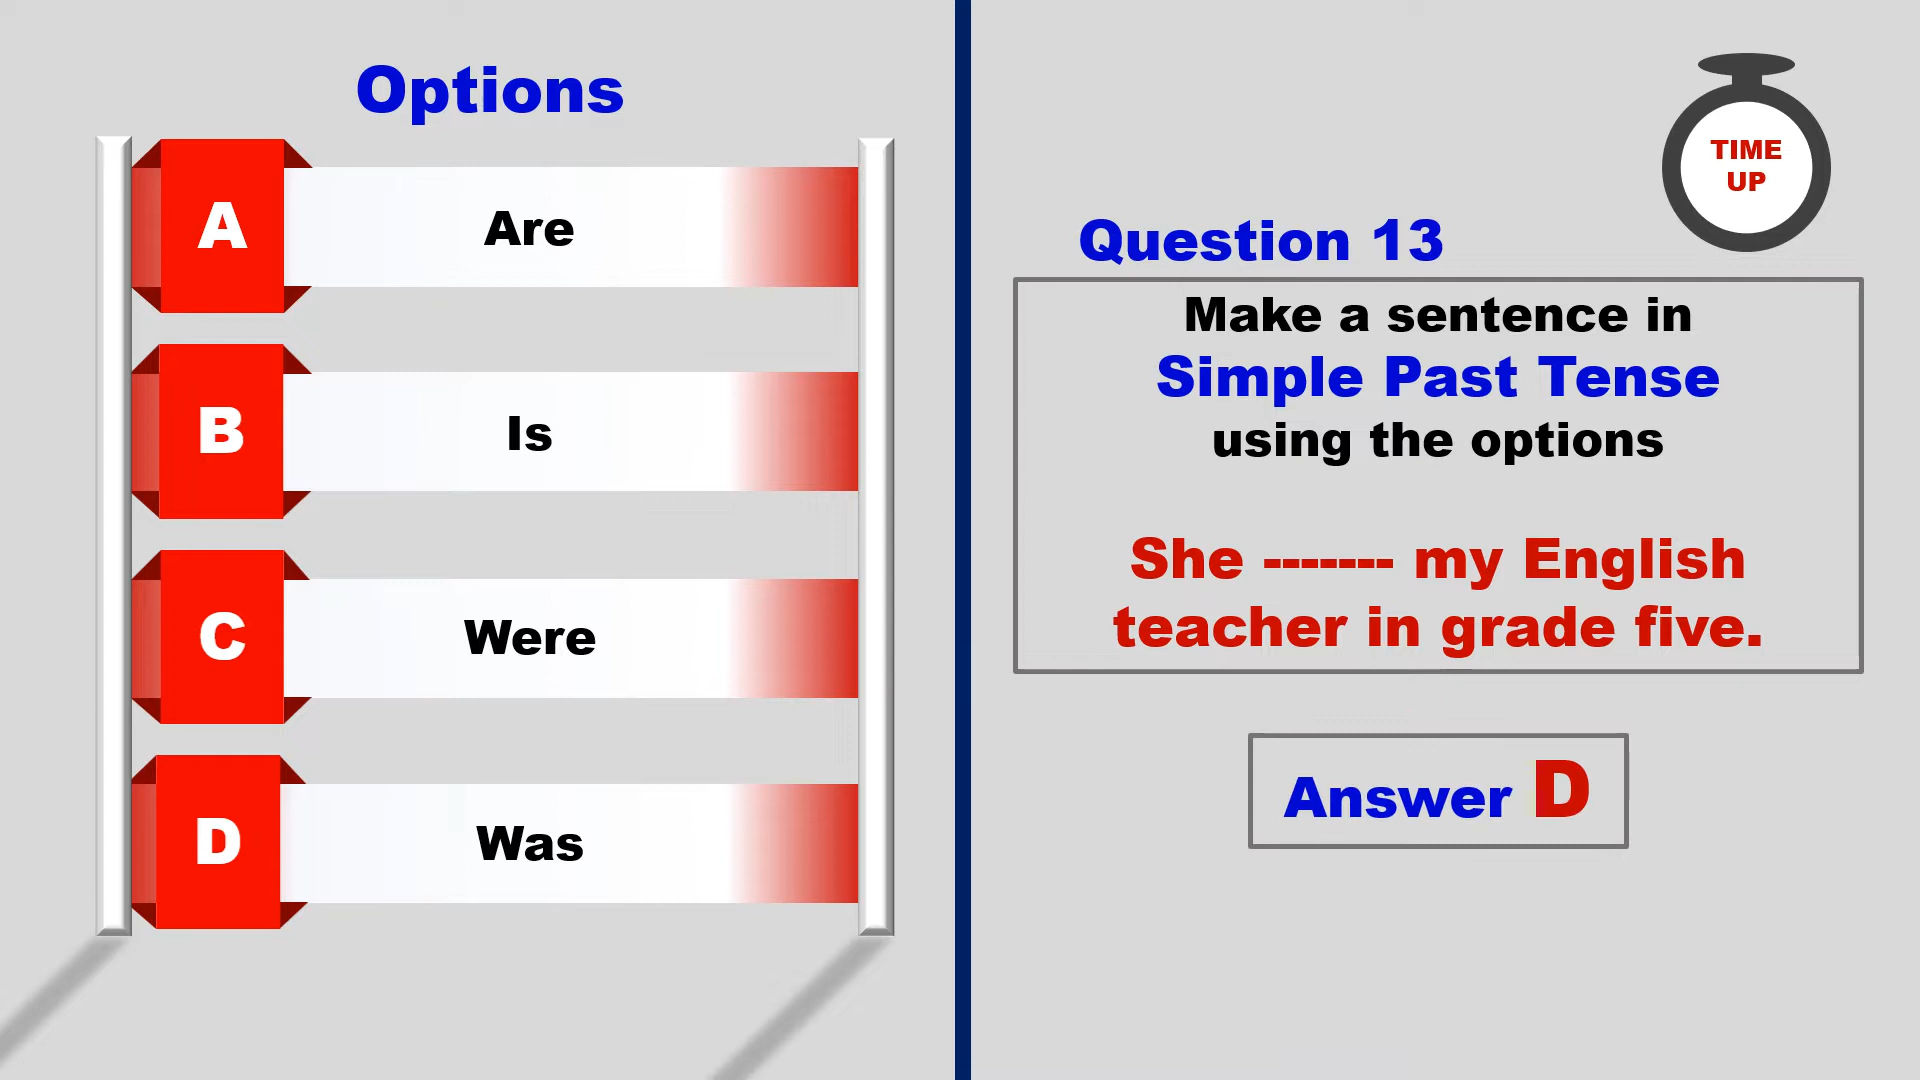 Options
A Are
B Is
C Were
D Was
TIME
UP
Question 13
Make a sentence in
Simple Past Tense
using the options
She ------- my English
teacher in grade five.
Answer D